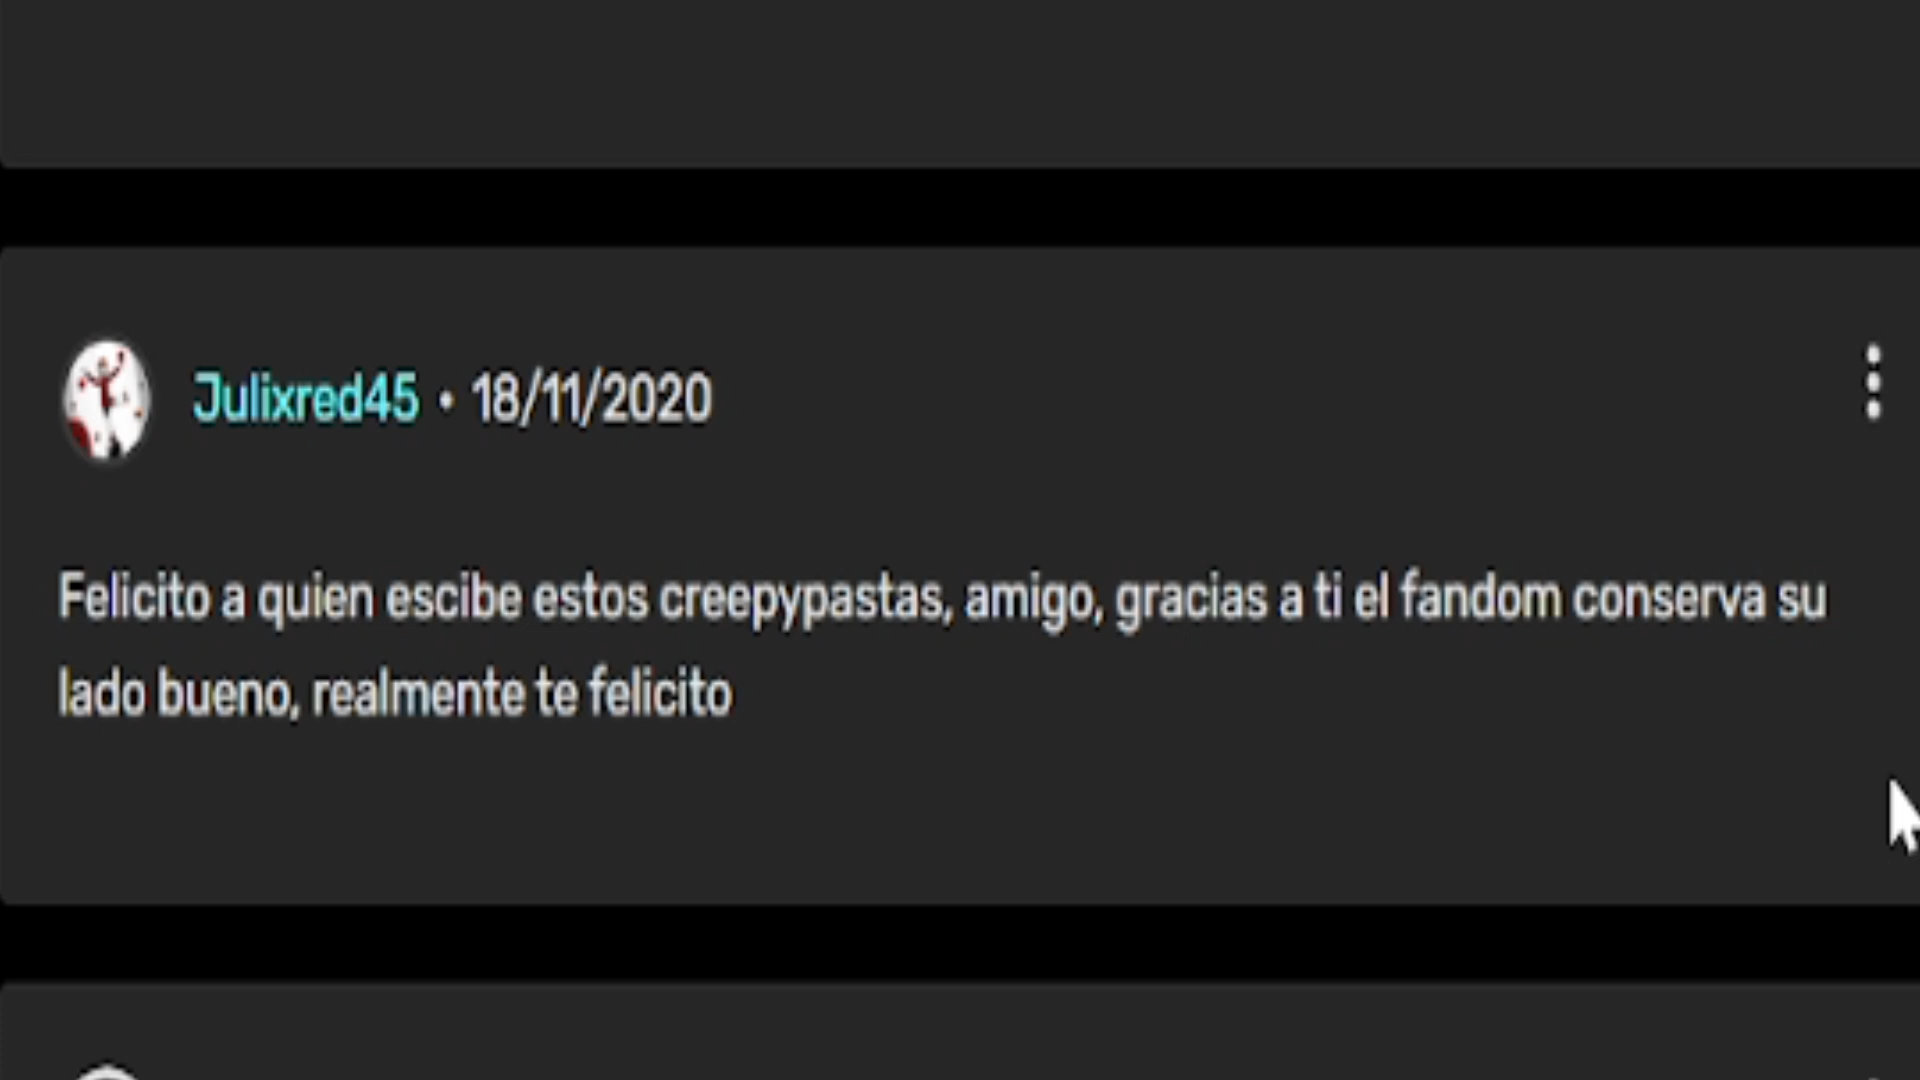 Julixred45 • 18/11/2020
Felicito a quien escibe estos creepypastas, amigo, gracias a ti el fandom conserva su
lado bueno, realmente te felicito